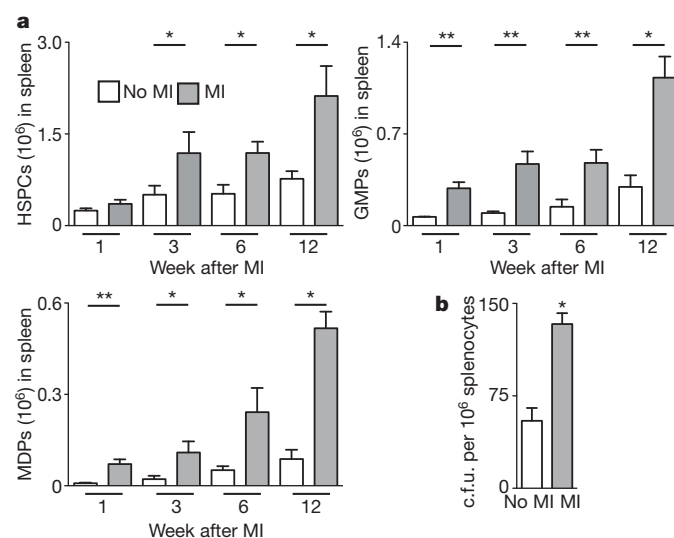 a
HSPCs (10⁶) in spleen
3.0
1.5
0
No MI MI
* * *
1 3 6 12
Week after MI
GMPs (10⁶) in spleen
1.4
0.7
0
** ** ** *
1 3 6 12
Week after MI
MDPs (10⁶) in spleen
0.6
0.3
0
** * * *
1 3 6 12
Week after MI
b
c.f.u. per 10⁶ splenocytes
150
75
0
*
No MI MI